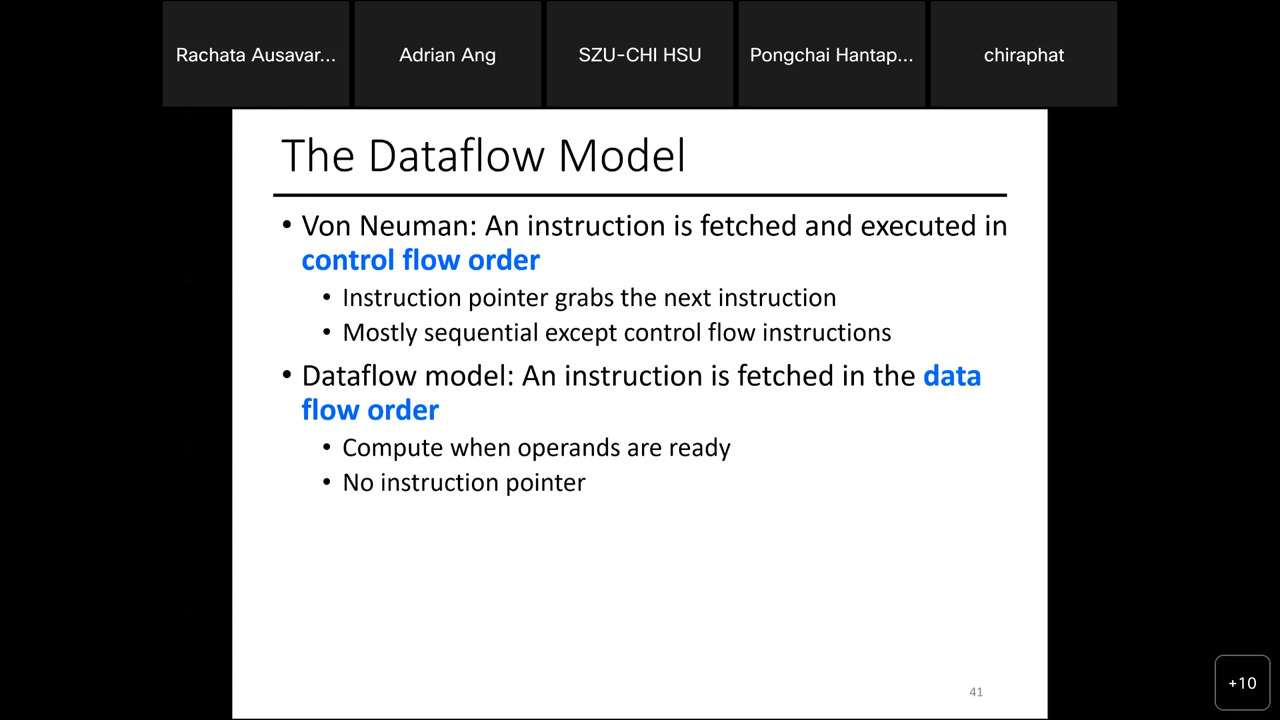 Rachata Ausavar...
Adrian Ang
SZU-CHI HSU
Pongchai Hantap...
chiraphat
The Dataflow Model
• Von Neuman: An instruction is fetched and executed in
control flow order
• Instruction pointer grabs the next instruction
• Mostly sequential except control flow instructions
• Dataflow model: An instruction is fetched in the data
flow order
• Compute when operands are ready
• No instruction pointer
41
+10